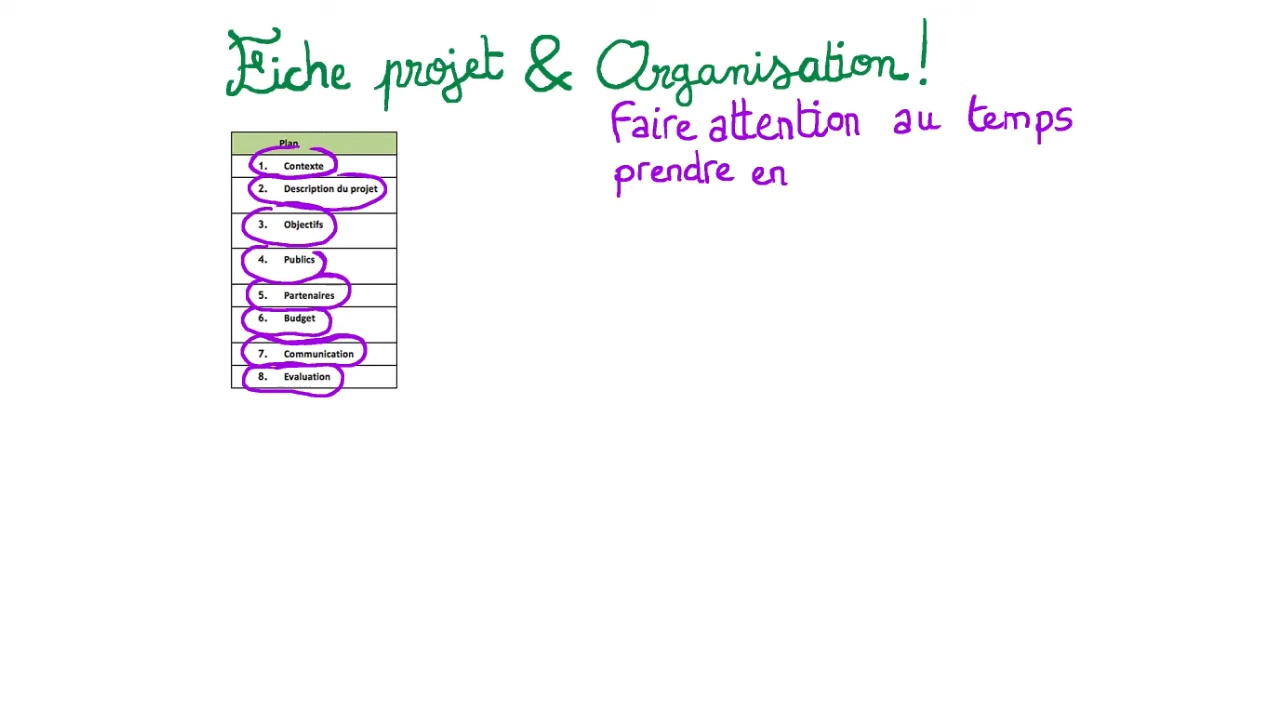 Fiche projet & Organisation!
Faire attention au temps
prendre en
Plan
1. Contexte
2. Description du projet
3. Objectifs
4. Publics
5. Partenaires
6. Budget
7. Communication
8. Evaluation